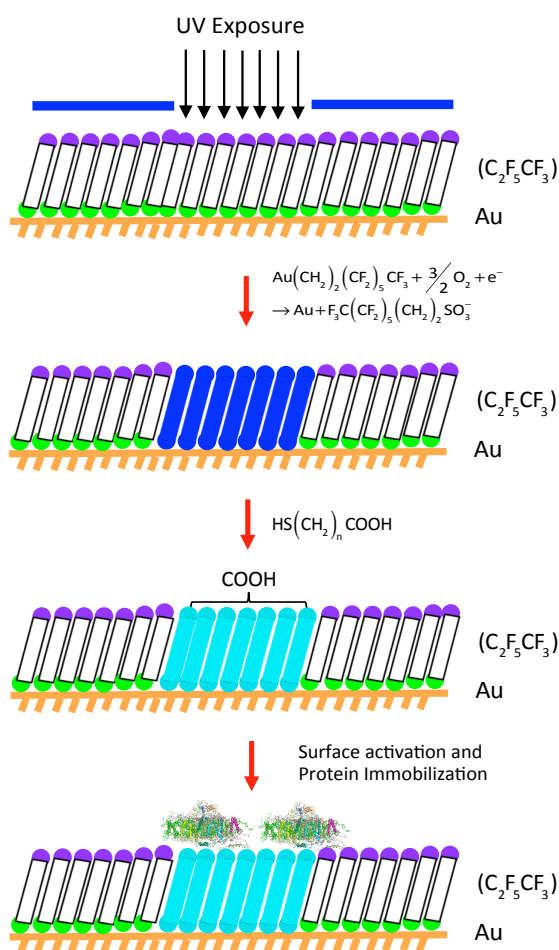 UV Exposure
(C₂F₅CF₃)
Au
Au(CH₂)₂(CF₂)₅CF₃ + 3/2 O₂ + e⁻
→ Au + F₃C(CF₂)₅(CH₂)₂SO₃⁻
(C₂F₅CF₃)
Au
HS(CH₂)ₙCOOH
COOH
(C₂F₅CF₃)
Au
Surface activation and
Protein Immobilization
(C₂F₅CF₃)
Au